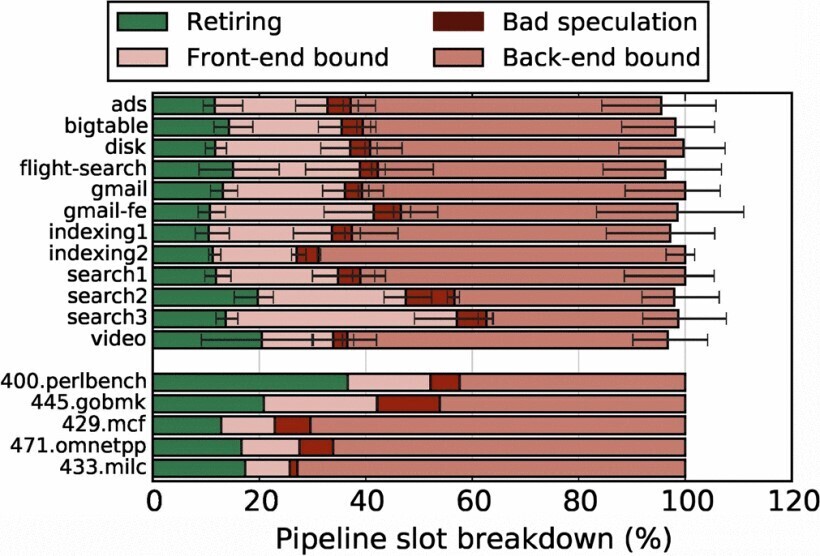 Retiring
Bad speculation
Front-end bound
Back-end bound
ads
bigtable
disk
flight-search
gmail
gmail-fe
indexing1
indexing2
search1
search2
search3
video
400.perlbench
445.gobmk
429.mcf
471.omnetpp
433.milc
0 20 40 60 80 100 120
Pipeline slot breakdown (%)